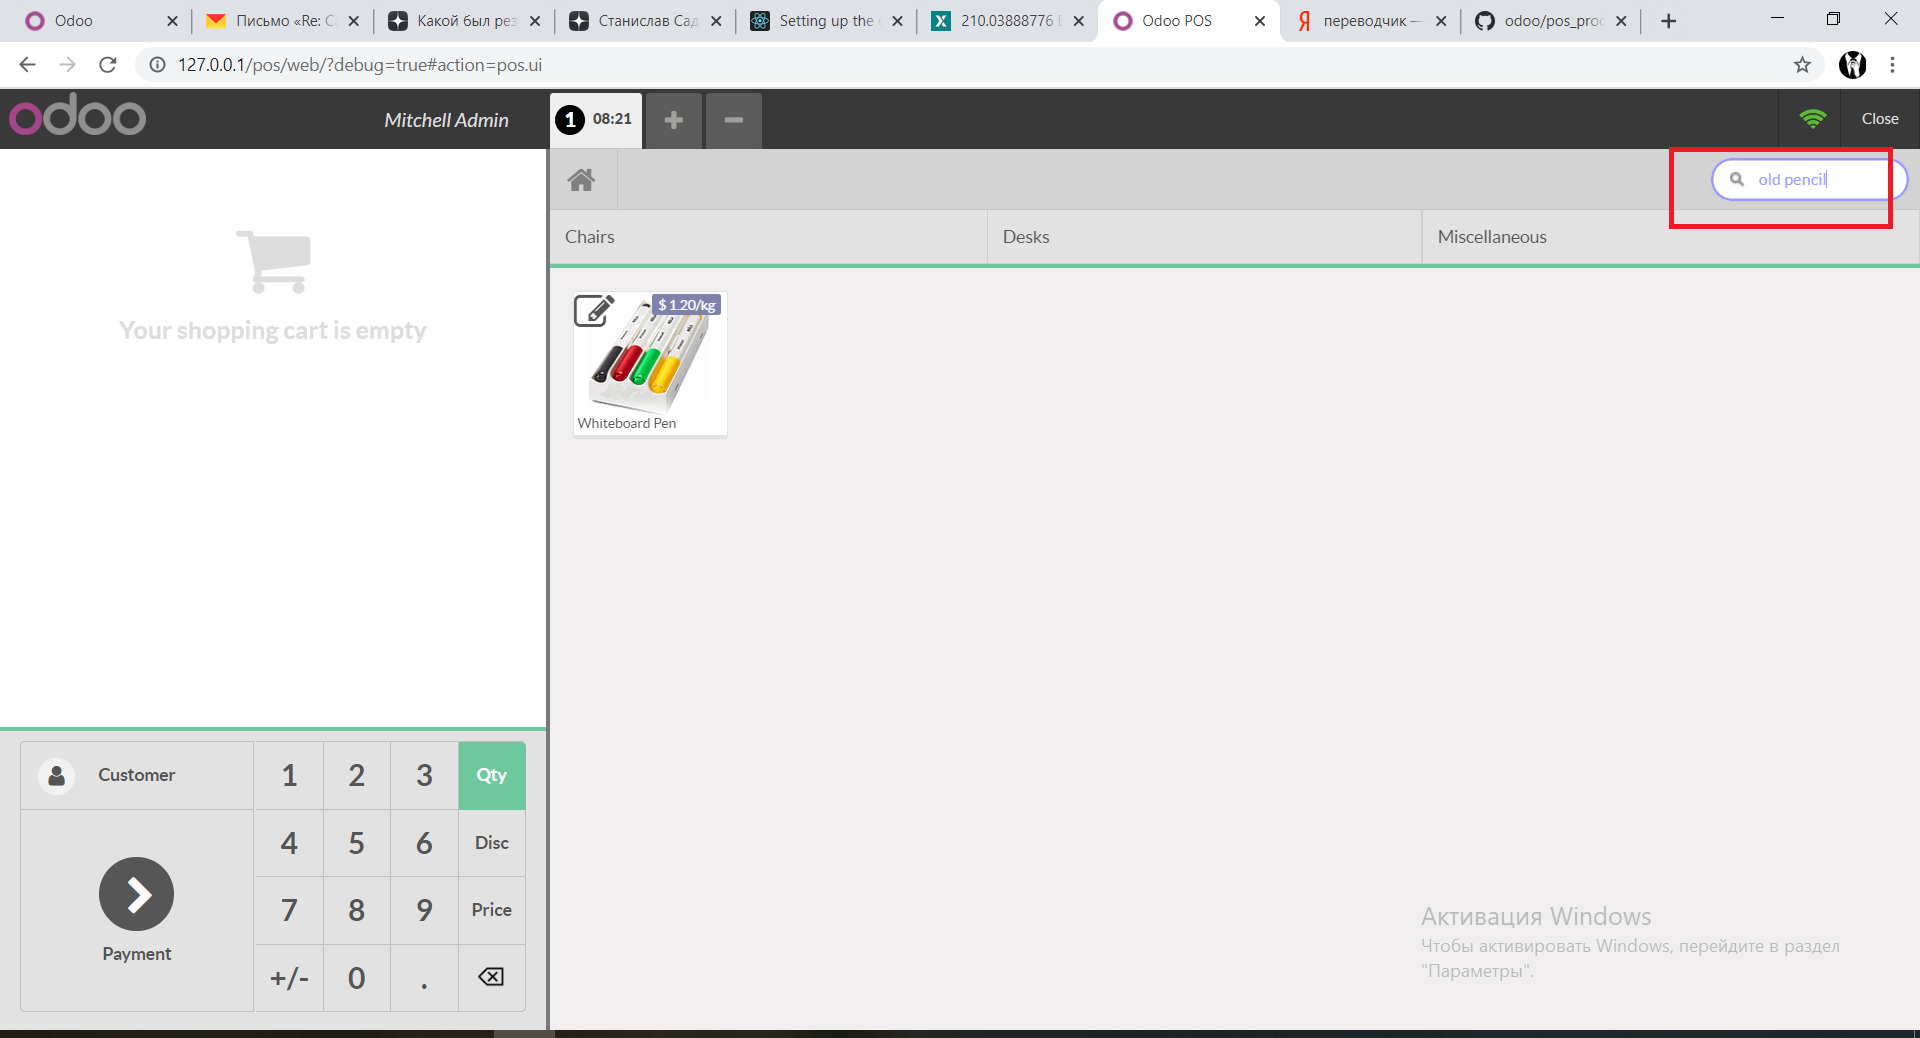 Odoo
Письмо «Re: Са
Какой был рез
Станислав Сад
Setting up the
210.03888776
Odoo POS
переводчик —
odoo/pos_prod
127.0.0.1/pos/web/?debug=true#action=pos.ui
odoo
Mitchell Admin
1 08:21
+
−
Close
old pencil
Chairs
Desks
Miscellaneous
Your shopping cart is empty
$ 1.20/kg
Whiteboard Pen
Customer
1 2 3 Qty
4 5 6 Disc
7 8 9 Price
Payment
+/- 0 .
Активация Windows
Чтобы активировать Windows, перейдите в раздел
"Параметры".